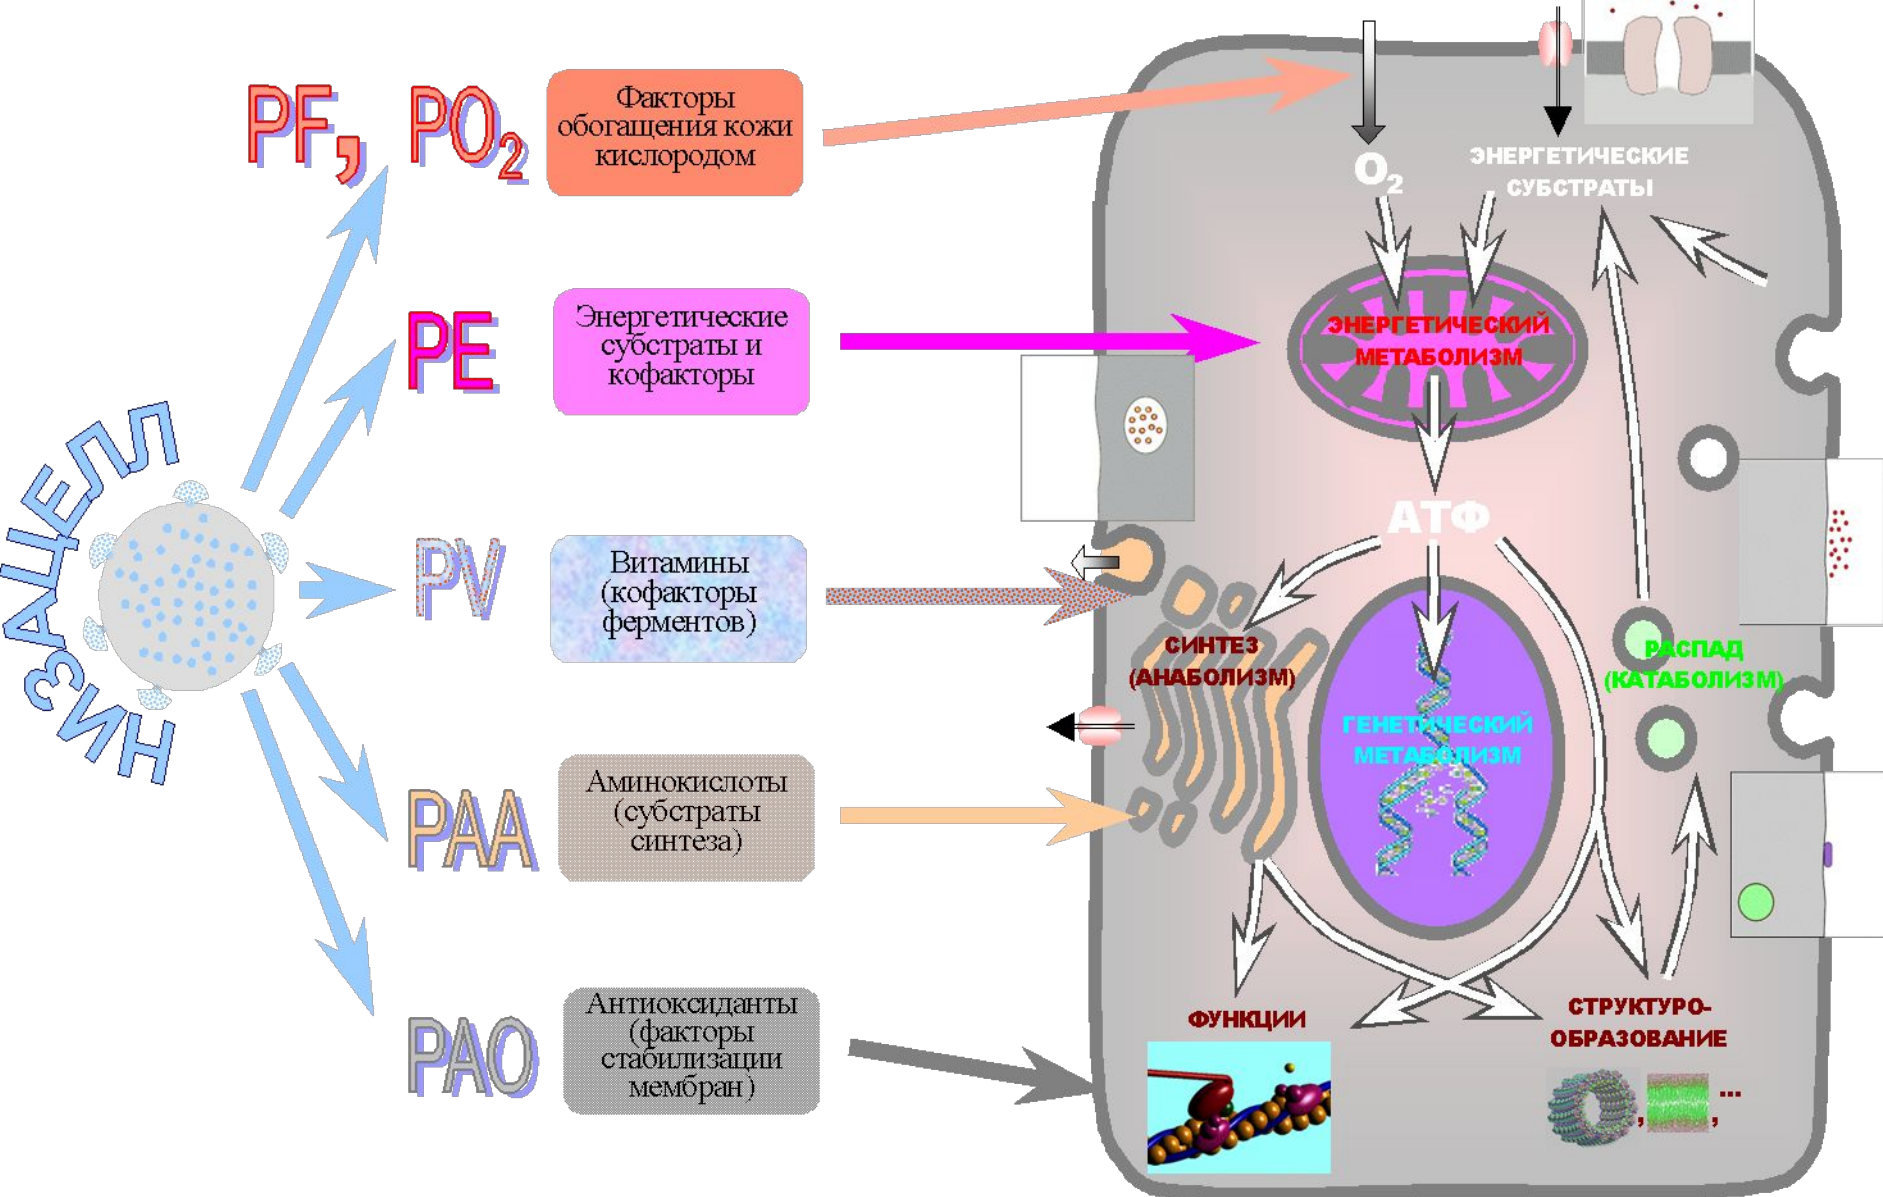 НИЗАЦЕЛЛ
PF, PO₂
Факторы
обогащения кожи
кислородом
PE
Энергетические
субстраты и
кофакторы
PV
Витамины
(кофакторы
ферментов)
PAA
Аминокислоты
(субстраты
синтеза)
PAO
Антиоксиданты
(факторы
стабилизации
мембран)
O₂
ЭНЕРГЕТИЧЕСКИЕ
СУБСТРАТЫ
ЭНЕРГЕТИЧЕСКИЙ
МЕТАБОЛИЗМ
АТФ
СИНТЕЗ
(АНАБОЛИЗМ)
РАСПАД
(КАТАБОЛИЗМ)
ГЕНЕТИЧЕСКИЙ
МЕТАБОЛИЗМ
ФУНКЦИИ
СТРУКТУРО-
ОБРАЗОВАНИЕ
, , ...